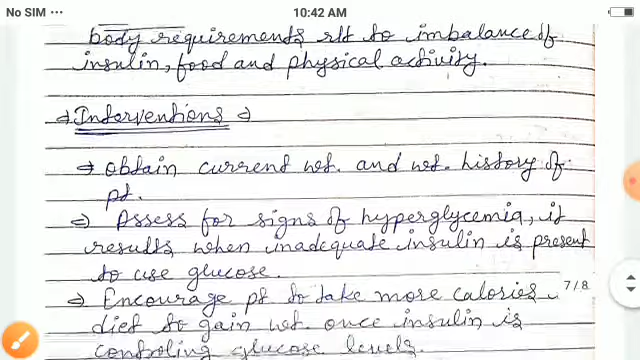 No SIM ••• 10:42 AM
body requirements rlt to imbalance of
insulin, food and physical activity.
⇒ Interventions ⇒
→ obtain current wt. and wt. history of
pt.
⇒ Assess for signs of hyperglycemia, it
results when inadequate insulin is present
to use glucose.
7/8
⇒ Encourage pt to take more calories
diet to gain wt. once insulin is
controling glucose levels.